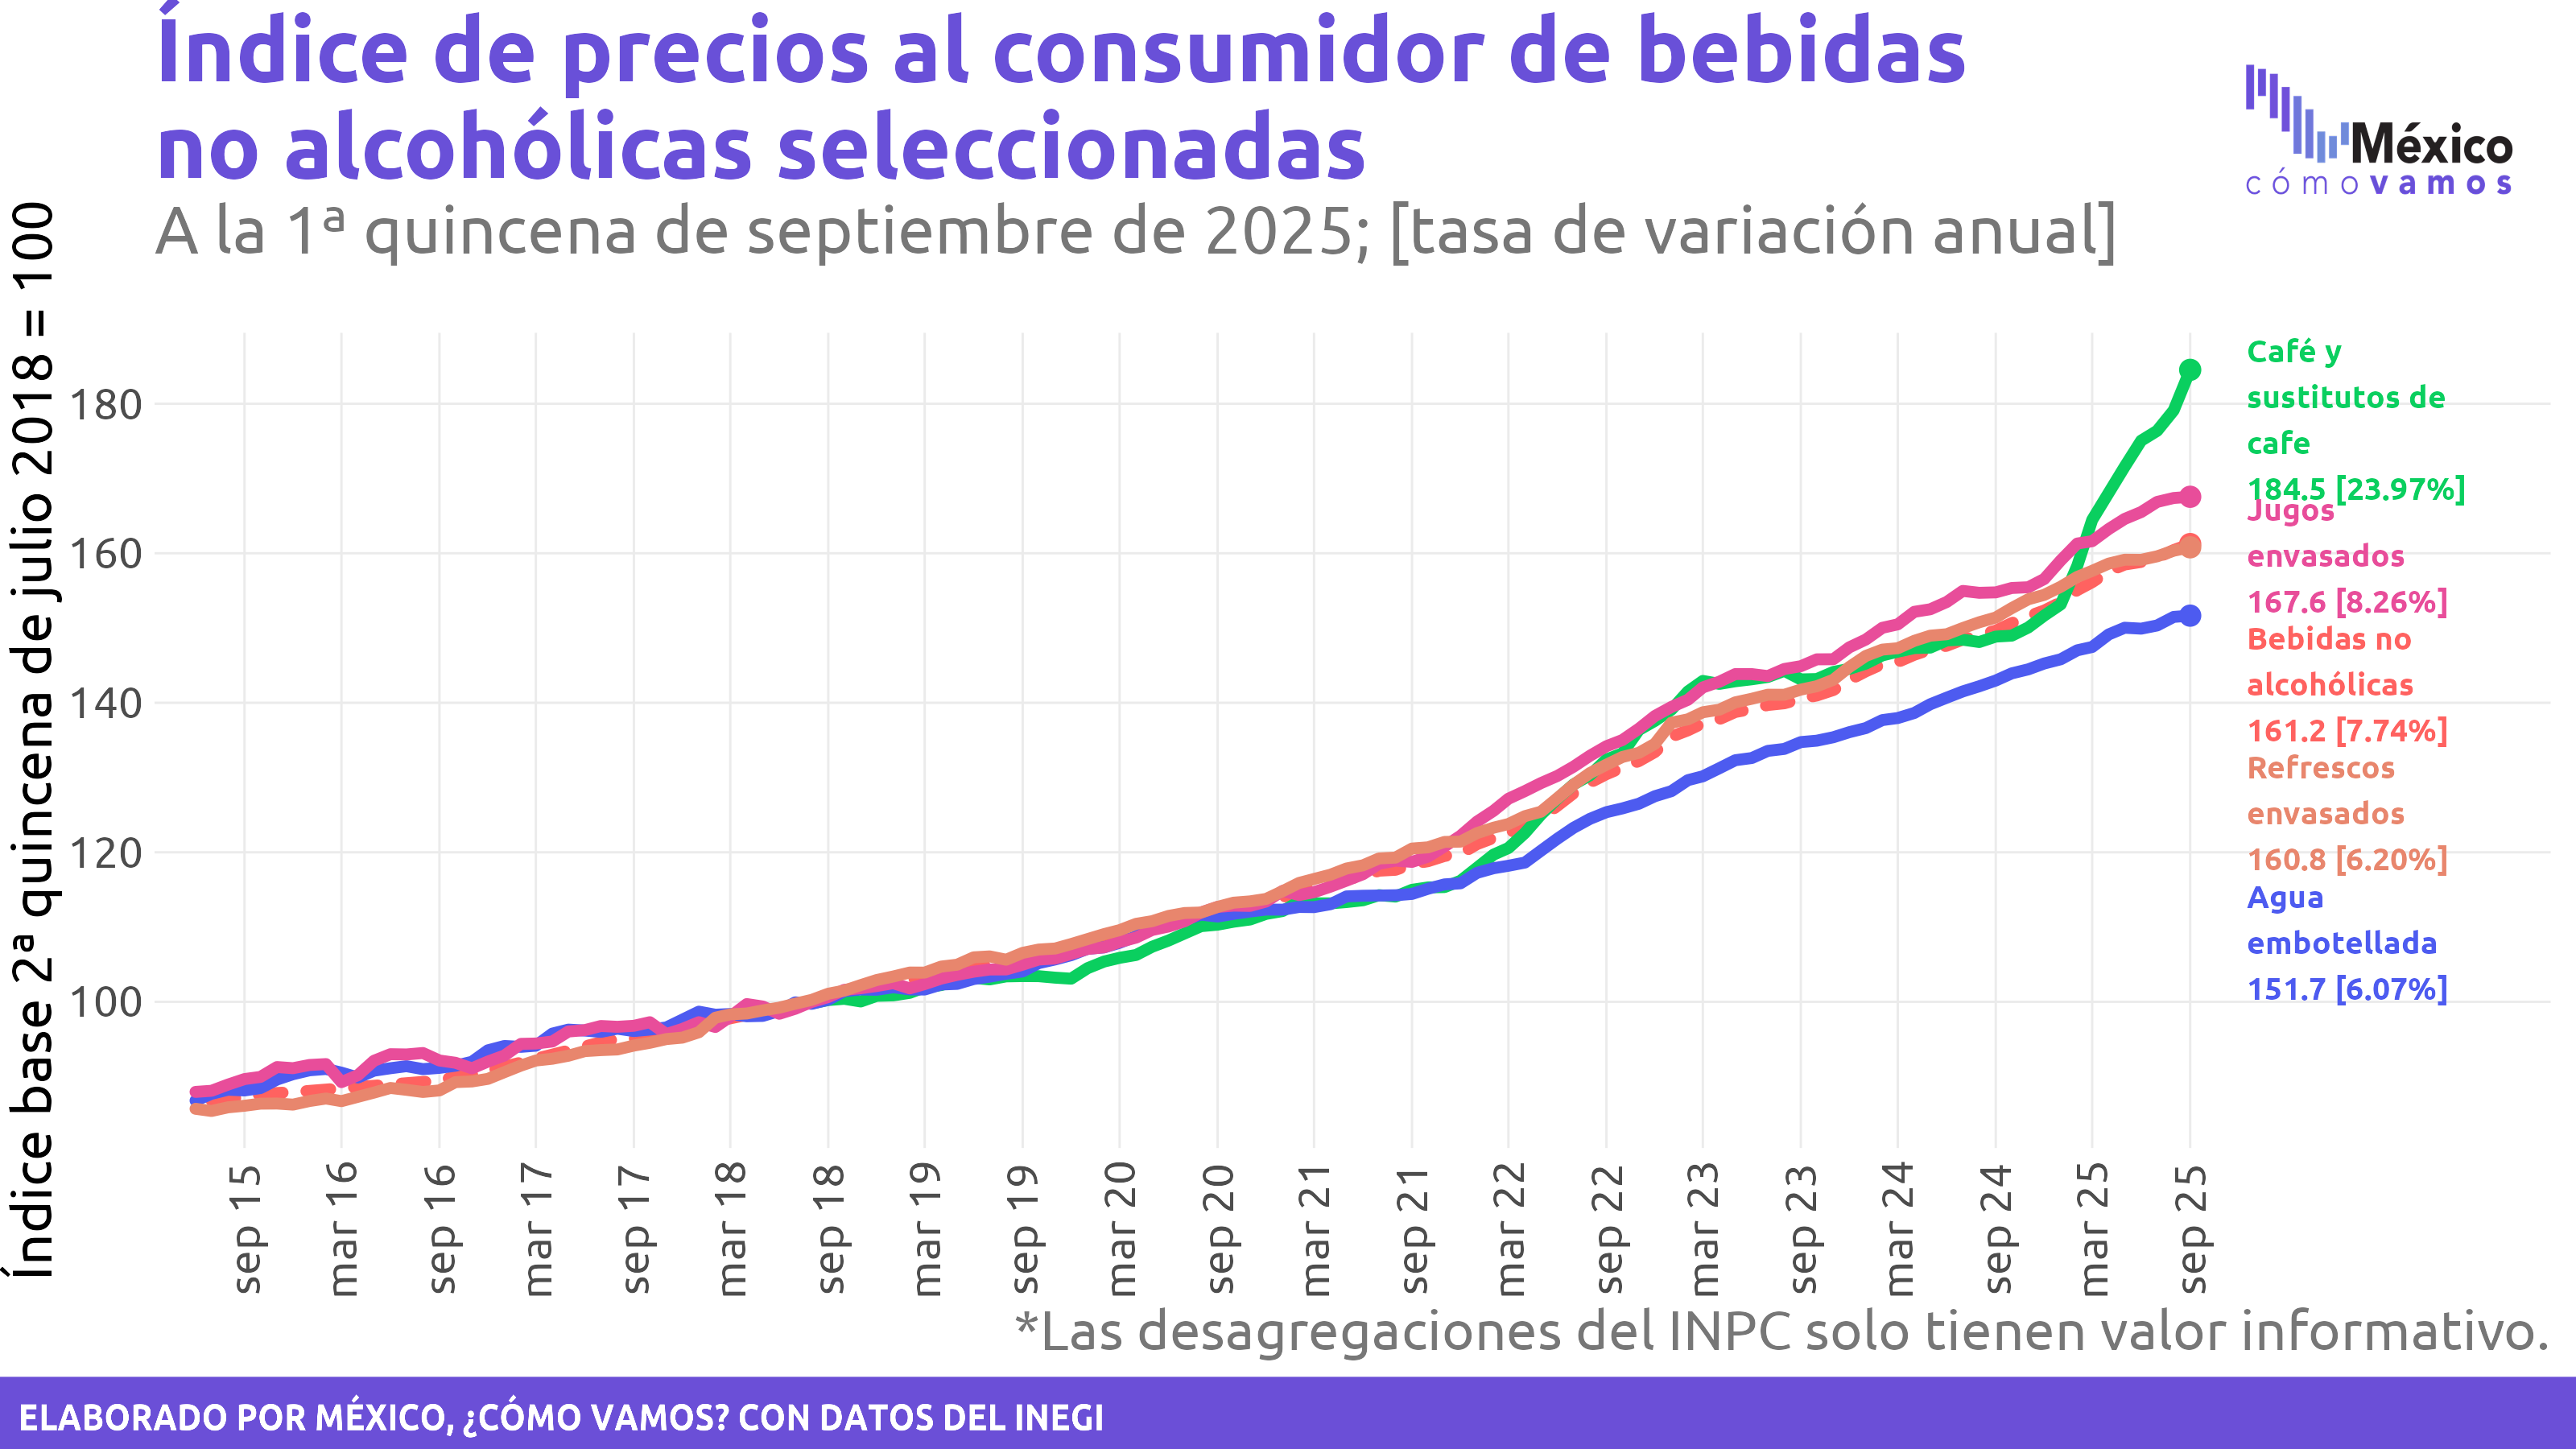 Índice de precios al consumidor de bebidas
no alcohólicas seleccionadas
A la 1ª quincena de septiembre de 2025; [tasa de variación anual]
México
cómo vamos
Índice base 2ª quincena de julio 2018 = 100
180
160
140
120
100
Café y
sustitutos de
cafe
184.5 [23.97%]
Jugos
envasados
167.6 [8.26%]
Bebidas no
alcohólicas
161.2 [7.74%]
Refrescos
envasados
160.8 [6.20%]
Agua
embotellada
151.7 [6.07%]
sep 15
mar 16
sep 16
mar 17
sep 17
mar 18
sep 18
mar 19
sep 19
mar 20
sep 20
mar 21
sep 21
mar 22
sep 22
mar 23
sep 23
mar 24
sep 24
mar 25
sep 25
*Las desagregaciones del INPC solo tienen valor informativo.
ELABORADO POR MÉXICO, ¿CÓMO VAMOS? CON DATOS DEL INEGI